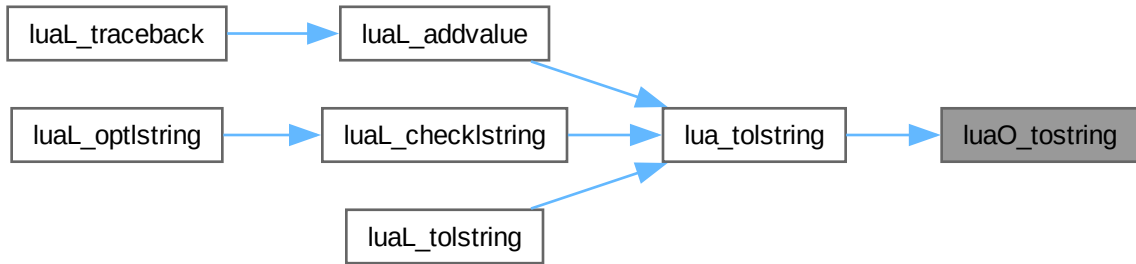 luaL_traceback
luaL_addvalue
luaL_optlstring
luaL_checklstring
lua_tolstring
luaO_tostring
luaL_tolstring